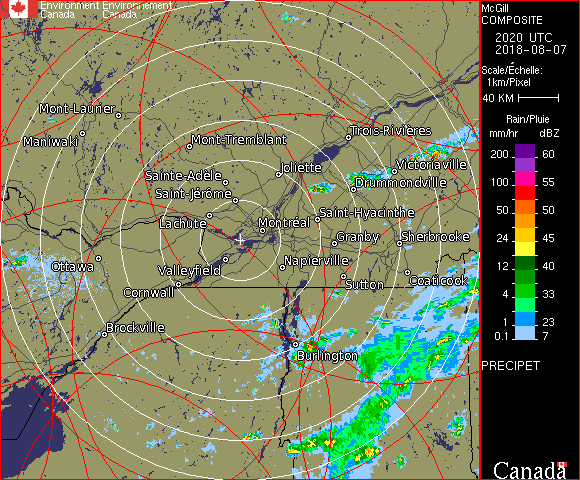 Environment Environnement
Canada Canada
Mont-Laurier
Trois-Rivières
Maniwaki
Mont-Tremblant
Victoriaville
Sainte-Adèle
Joliette
Drummondville
Saint-Jérôme
Lachute
Montréal
Saint-Hyacinthe
Granby
Sherbrooke
Ottawa
Valleyfield
Napierville
Cornwall
Sutton
Coaticook
Brockville
Burlington
McGill
COMPOSITE
2020 UTC
2018-08-07
Scale/Échelle:
1km/Pixel
40 KM
Rain/Pluie
mm/hr dBZ
200 60
55
100 55
50 50
24 45
12 40
4 33
1 23
0.1 7
PRECIPET
Canada